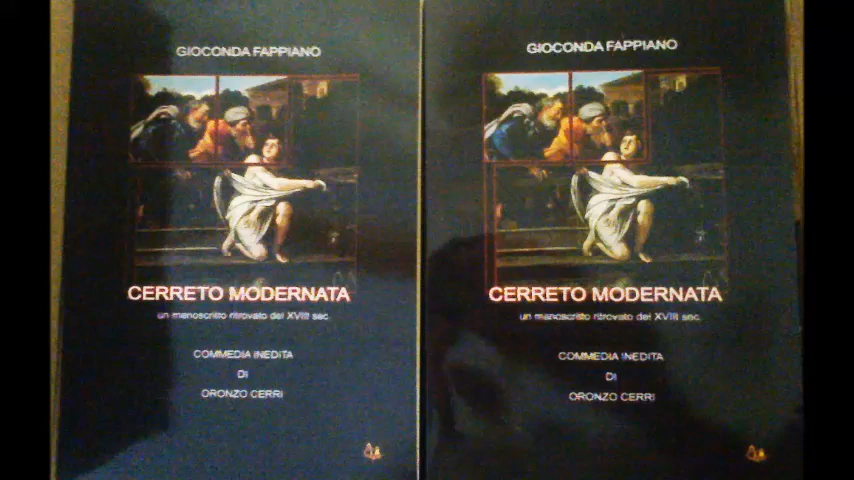 GIOCONDA FAPPIANO
CERRETO MODERNATA
un manoscritto ritrovato del XVIII sec.
COMMEDIA INEDITA
DI
ORONZO CERRI
GIOCONDA FAPPIANO
CERRETO MODERNATA
un manoscritto ritrovato del XVIII sec.
COMMEDIA INEDITA
DI
ORONZO CERRI